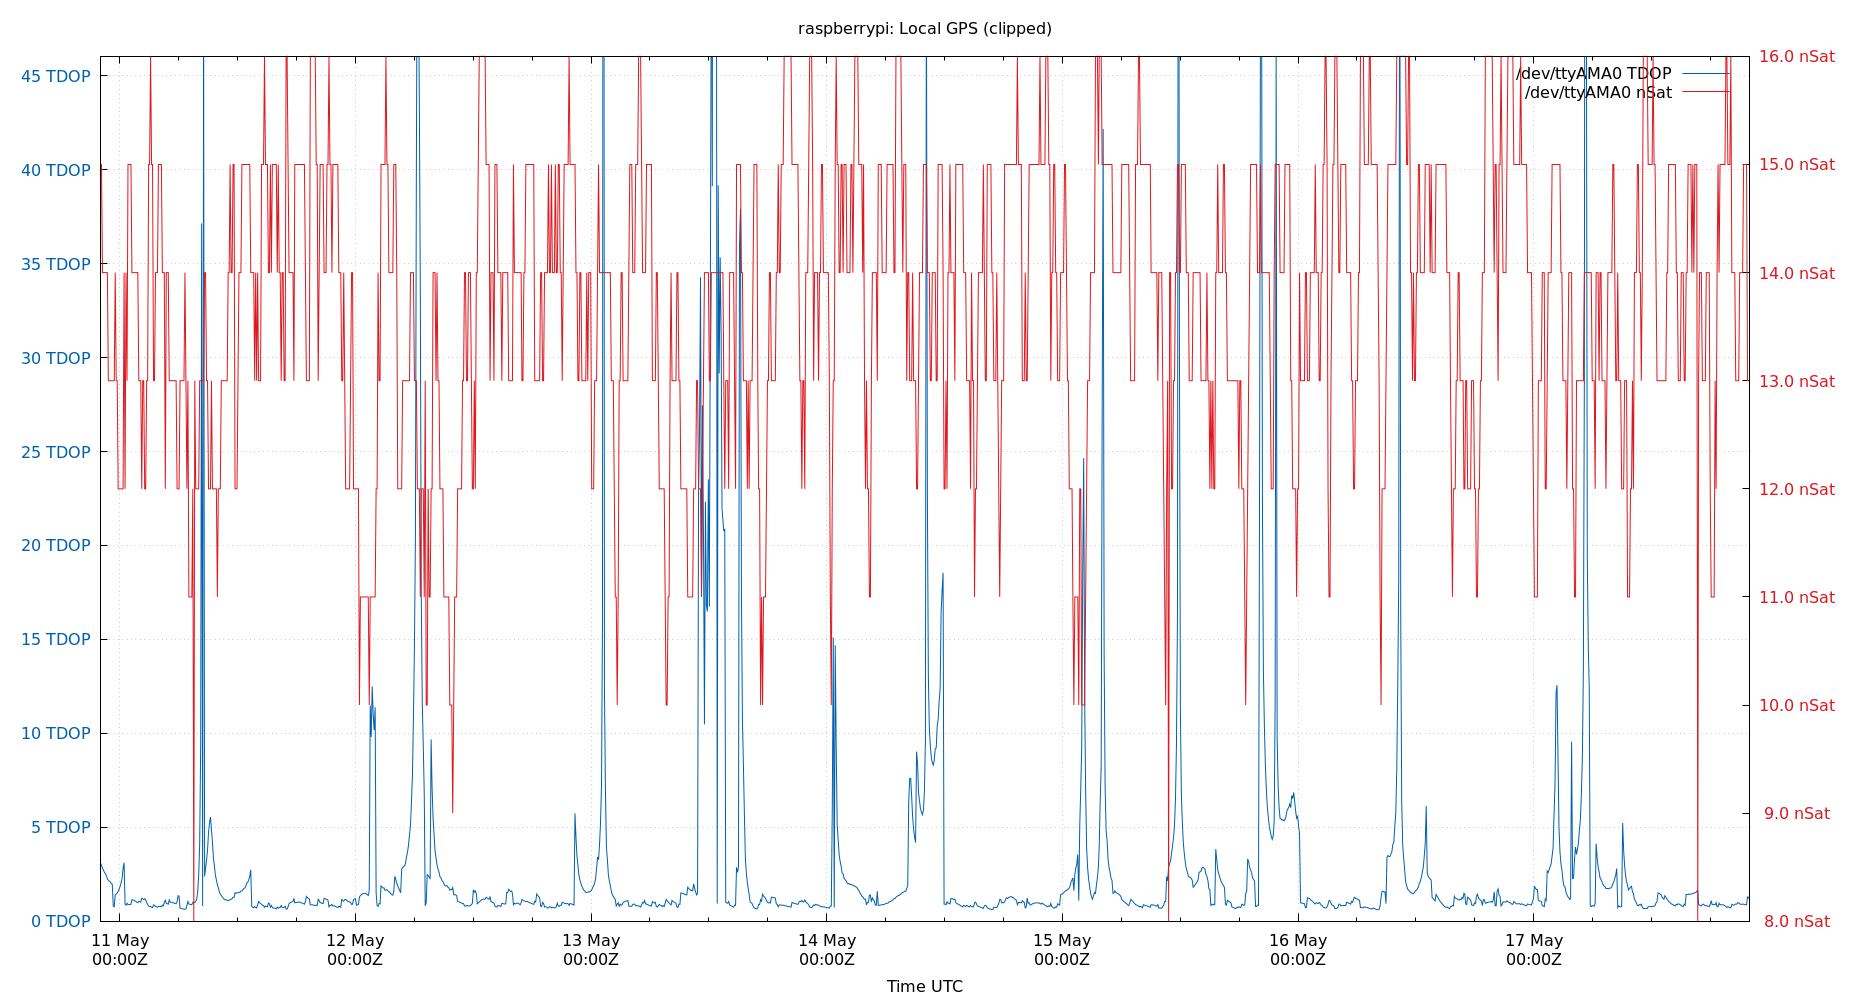 raspberrypi: Local GPS (clipped)
45 TDOP
40 TDOP
35 TDOP
30 TDOP
25 TDOP
20 TDOP
15 TDOP
10 TDOP
5 TDOP
0 TDOP
16.0 nSat
15.0 nSat
14.0 nSat
13.0 nSat
12.0 nSat
11.0 nSat
10.0 nSat
9.0 nSat
8.0 nSat
/dev/ttyAMA0 TDOP
/dev/ttyAMA0 nSat
11 May
00:00Z
12 May
00:00Z
13 May
00:00Z
14 May
00:00Z
15 May
00:00Z
16 May
00:00Z
17 May
00:00Z
Time UTC